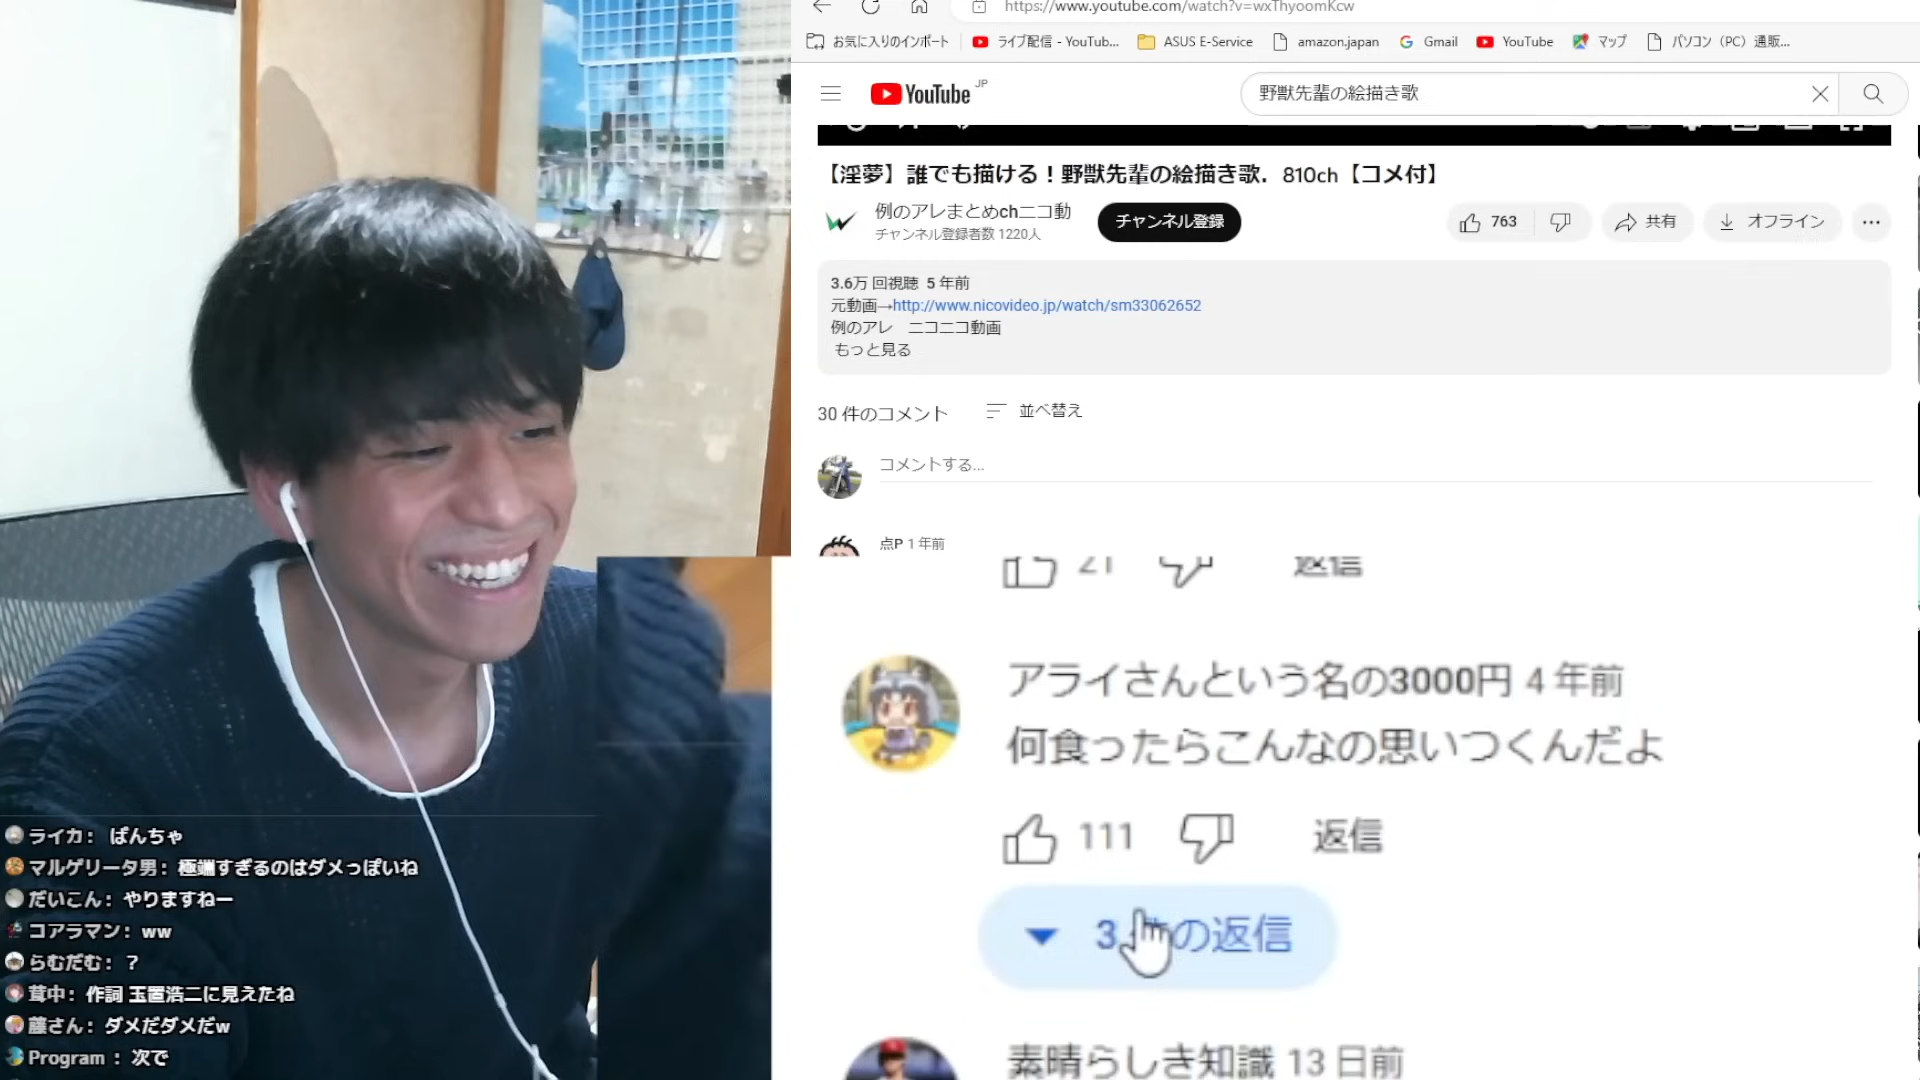 https://www.youtube.com/watch?v=wxThyoomKcw
お気に入りのインポート
ライブ配信 - YouTub...
ASUS E-Service
amazon.japan
Gmail
YouTube
マップ
パソコン（PC）通販...
YouTube JP
野獣先輩の絵描き歌
【淫夢】誰でも描ける！野獣先輩の絵描き歌．810ch【コメ付】
例のアレまとめchニコ動
チャンネル登録者数 1220人
チャンネル登録
763
共有
オフライン
3.6万 回視聴 5 年前
元動画→http://www.nicovideo.jp/watch/sm33062652
例のアレ　ニコニコ動画
もっと見る
30 件のコメント
並べ替え
コメントする...
点P 1 年前
21
返信
アライさんという名の3000円 4 年前
何食ったらこんなの思いつくんだよ
111
返信
3 件の返信
素晴らしき知識 13 日前
ライカ： ばんちゃ
マルゲリータ男： 極端すぎるのはダメっぽいね
だいこん： やりますねー
コアラマン： ww
らむだむ： ？
茸中： 作詞 玉置浩二に見えたね
藤さん： ダメだダメだw
Program ： 次で